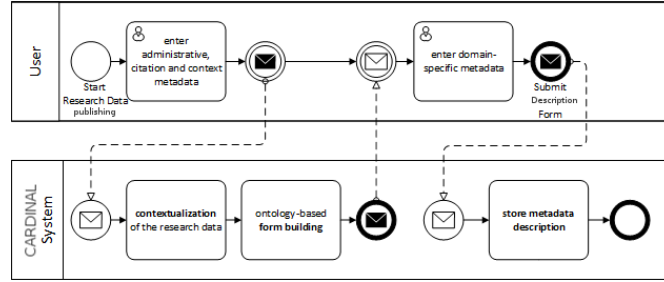 User
enter
administrative,
citation and context
metadata
enter domain-
specific metadata
Start
Research Data
publishing
Submit
Description
Form
CARDINAL
System
contextualization
of the research data
ontology-based
form building
store metadata
description